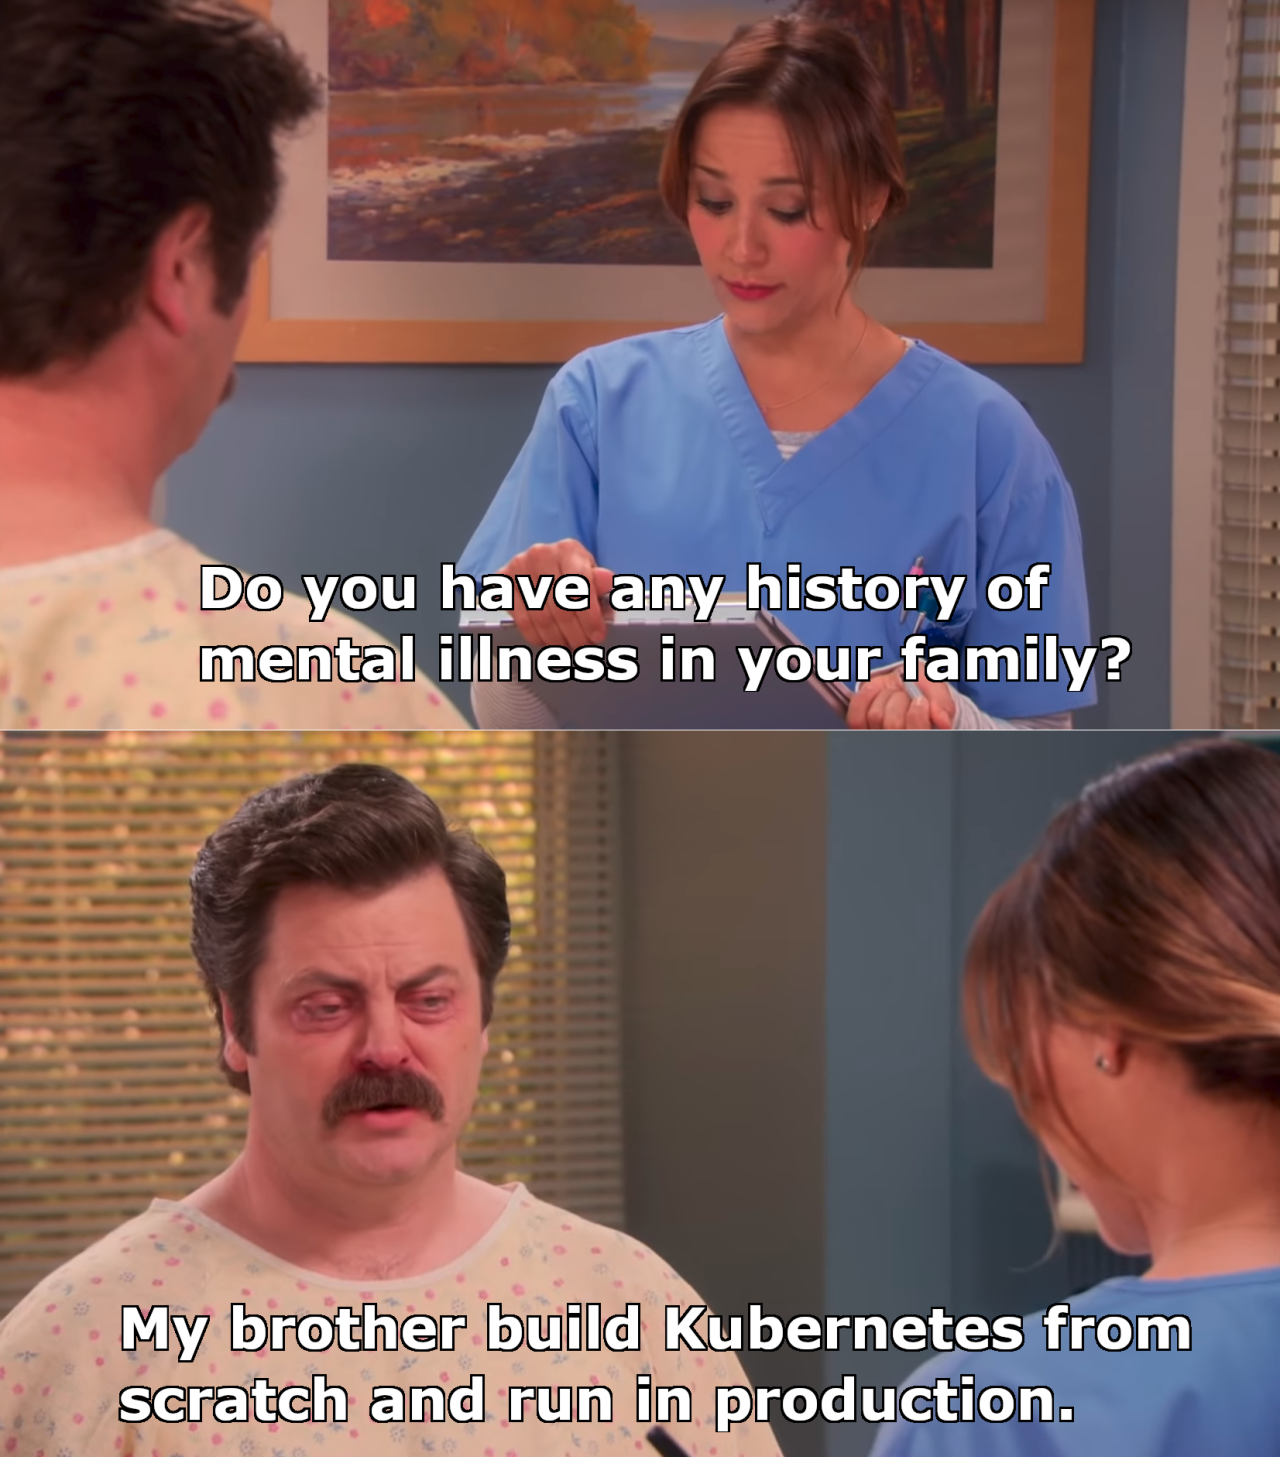 Do you have any history of
mental illness in your family?
My brother build Kubernetes from
scratch and run in production.